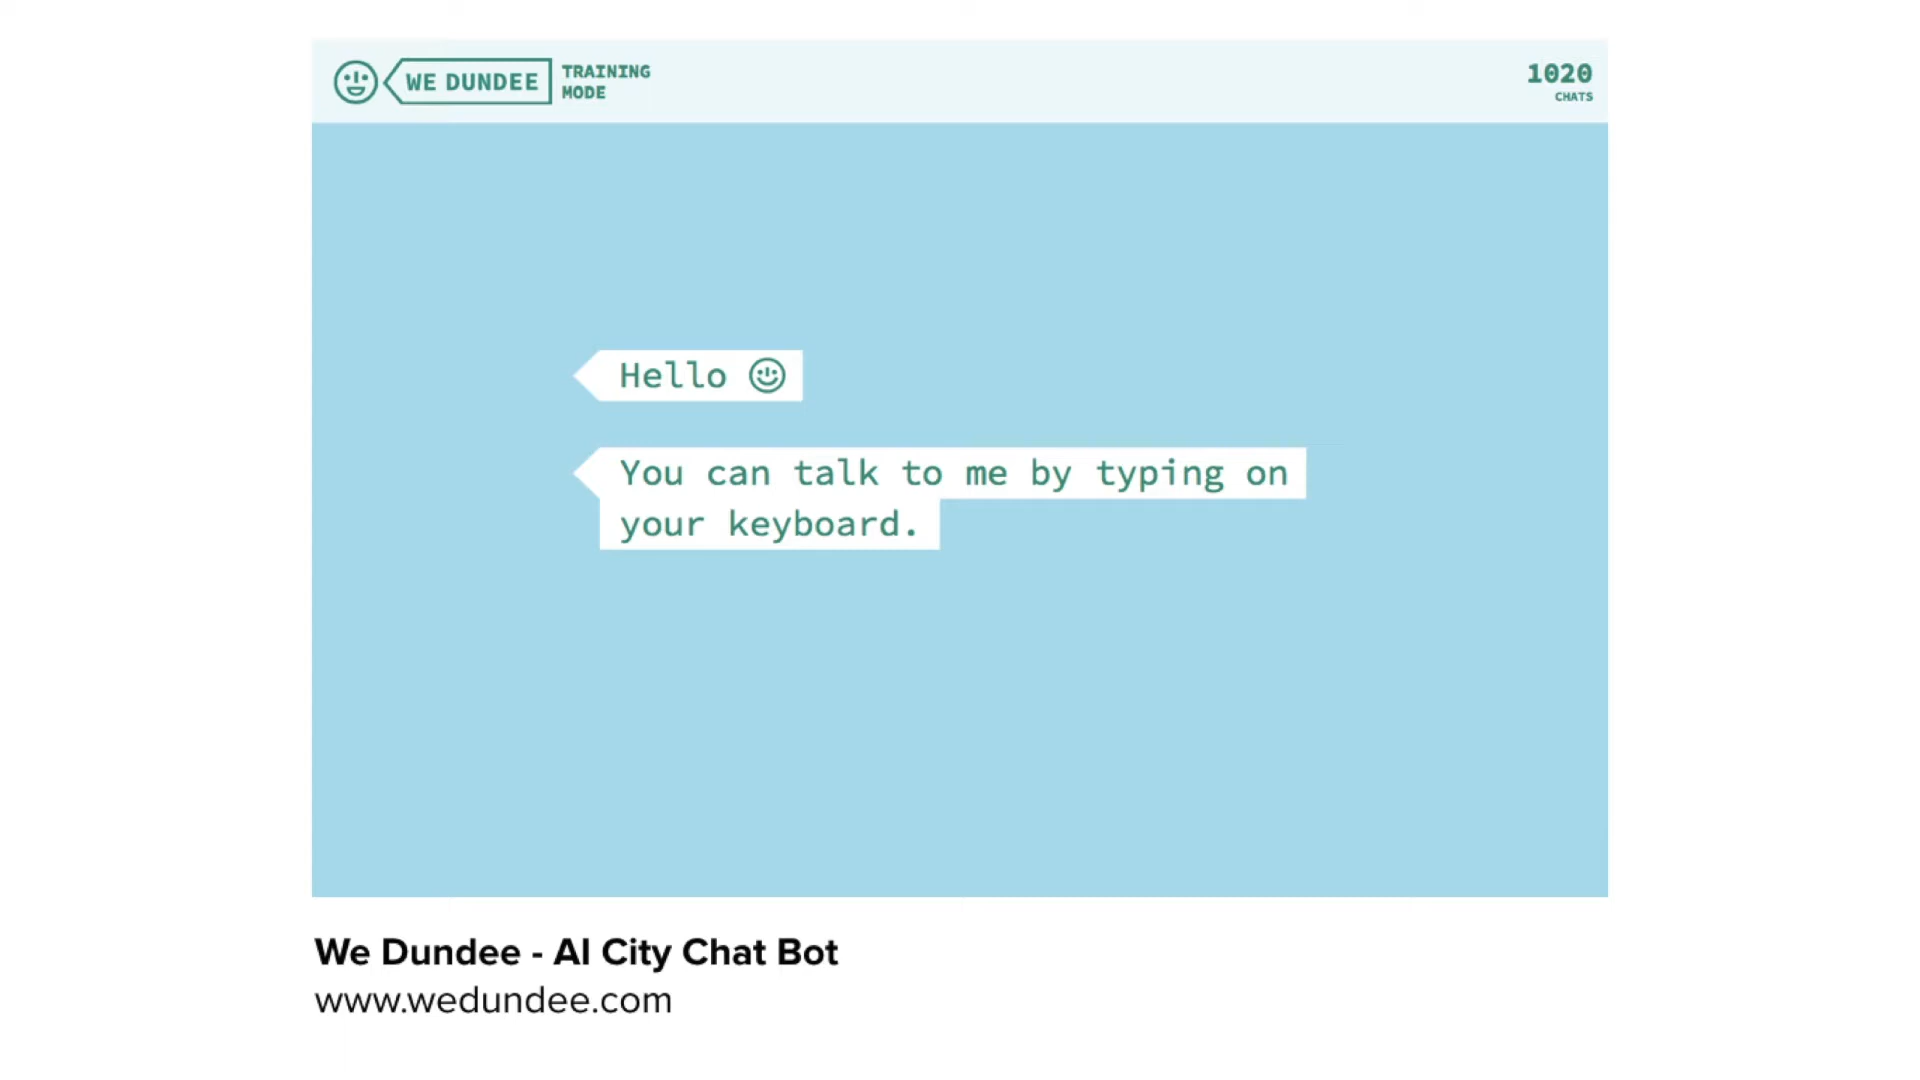 WE DUNDEE
TRAINING
MODE
1020
CHATS
Hello
You can talk to me by typing on
your keyboard.
We Dundee - AI City Chat Bot
www.wedundee.com